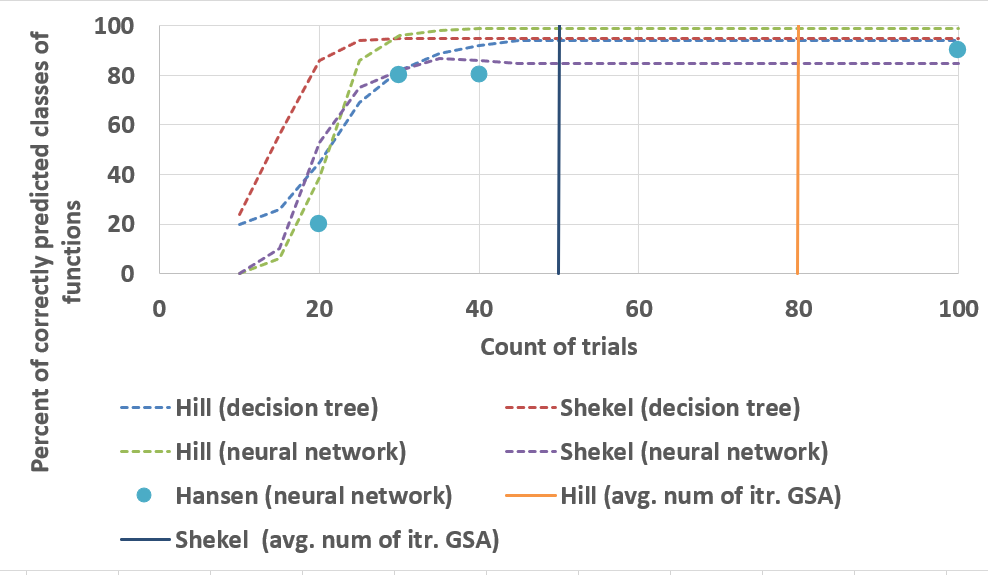 Percent of correctly predicted classes of
functions
100
80
60
40
20
0
0 20 40 60 80 100
Count of trials
Hill (decision tree) Shekel (decision tree)
Hill (neural network) Shekel (neural network)
Hansen (neural network) Hill (avg. num of itr. GSA)
Shekel  (avg. num of itr. GSA)